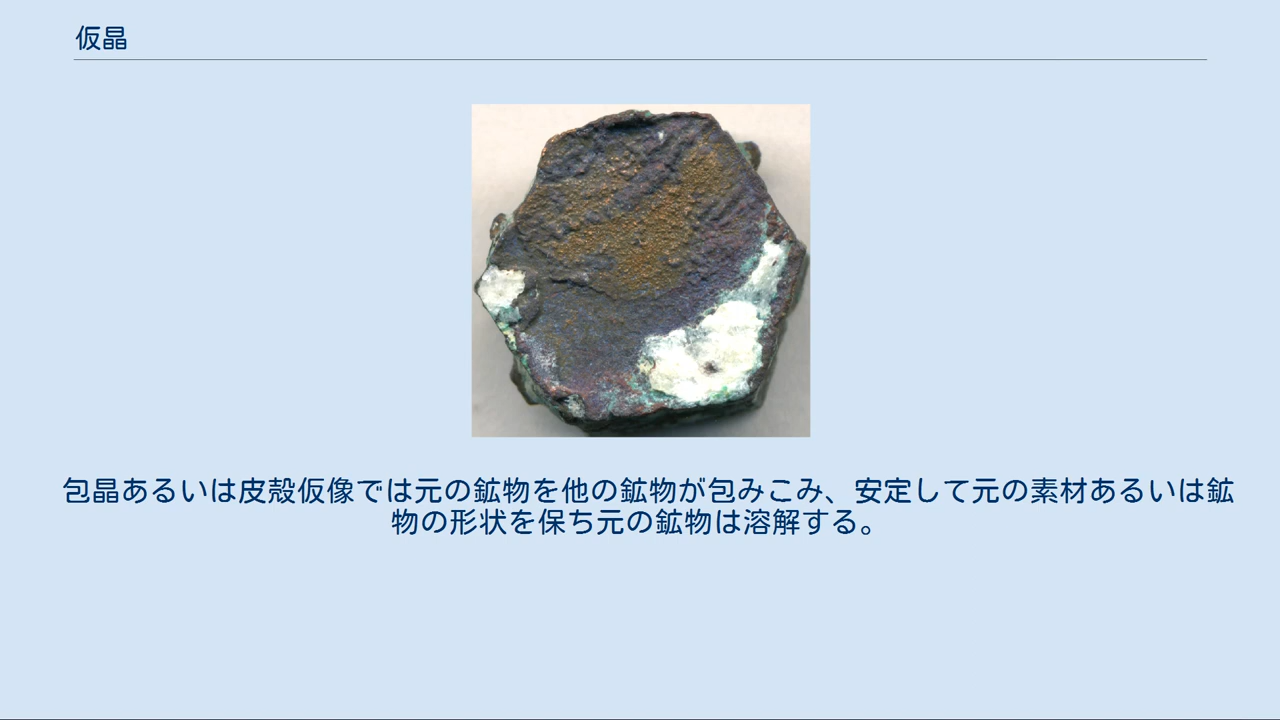 仮晶
包晶あるいは皮殻仮像では元の鉱物を他の鉱物が包みこみ、安定して元の素材あるいは鉱
物の形状を保ち元の鉱物は溶解する。